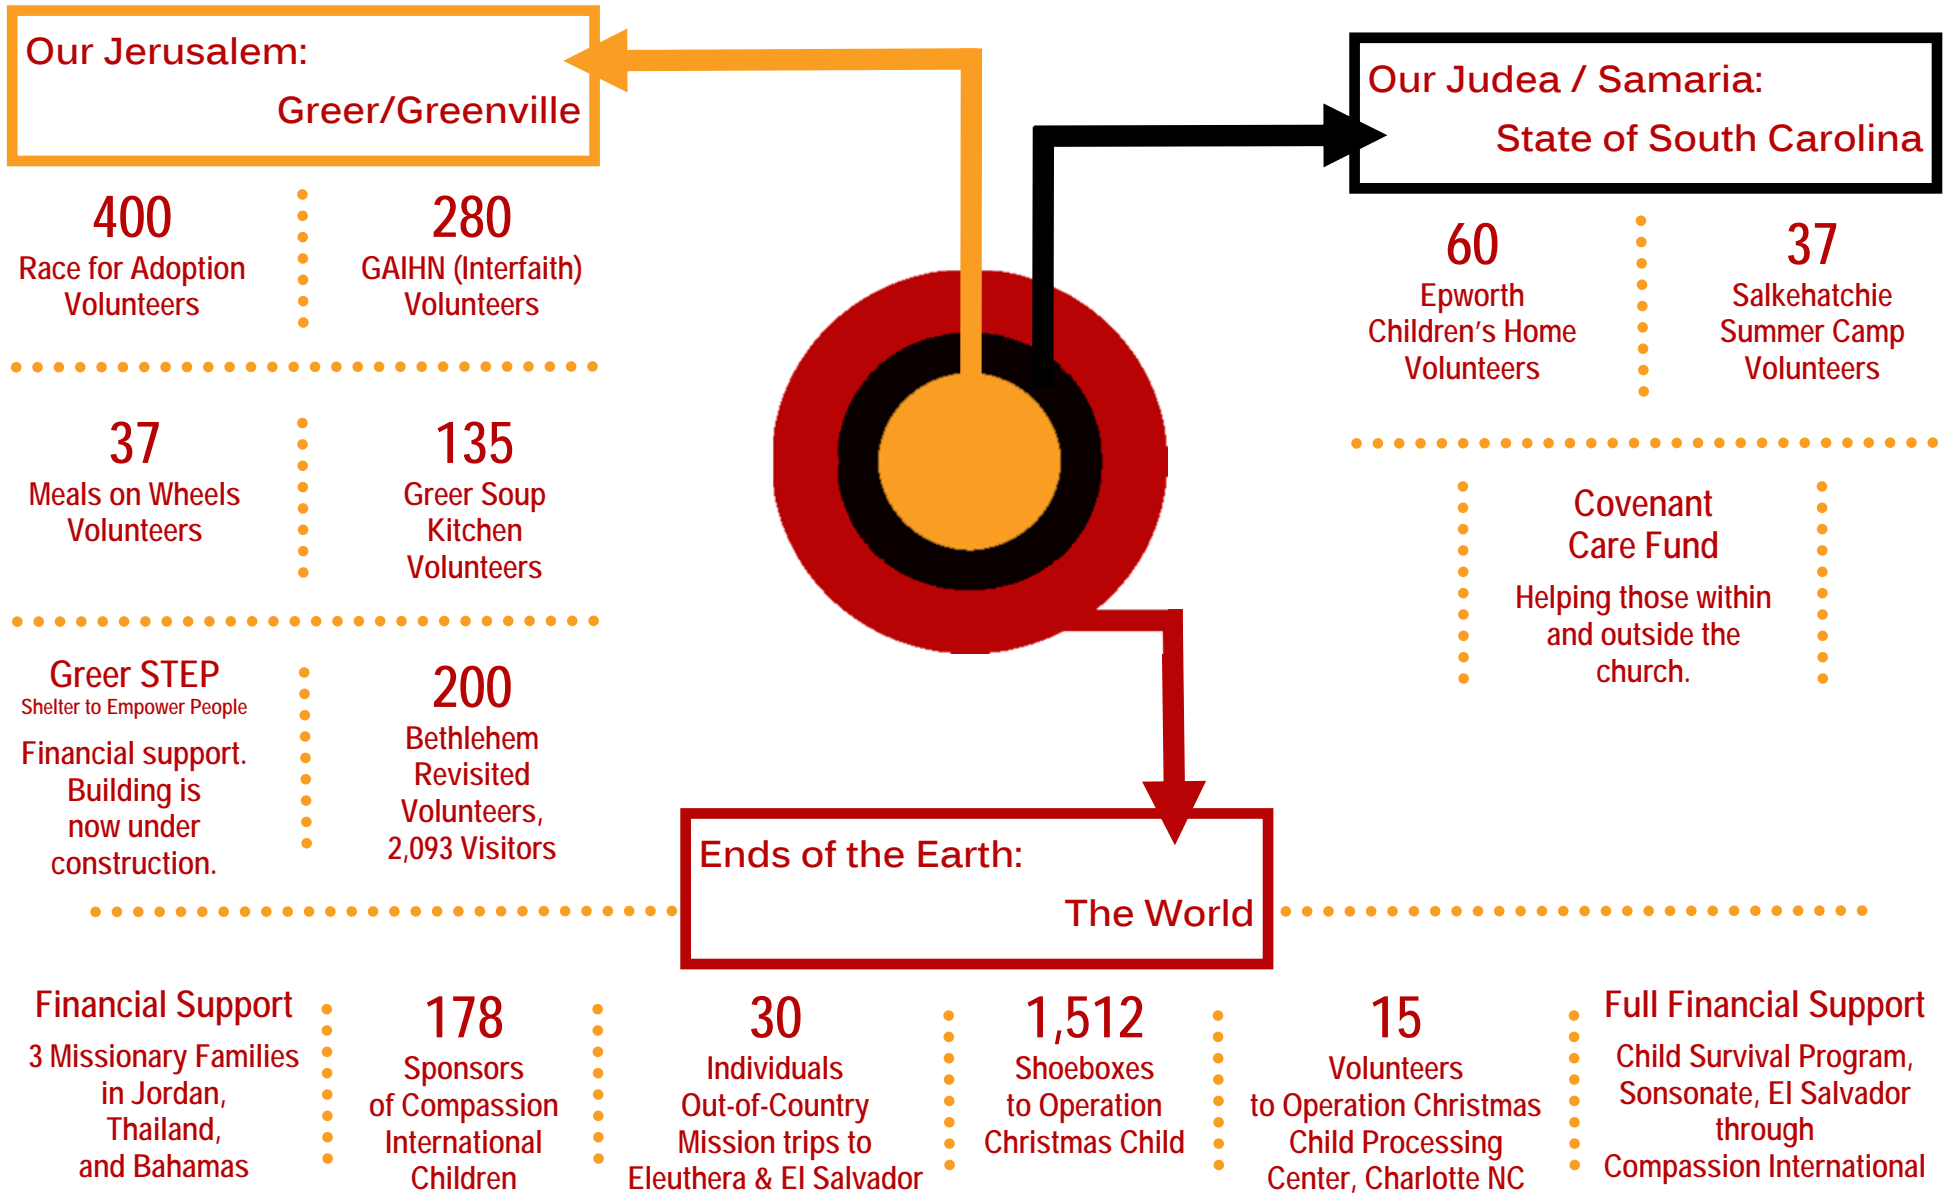 Our Jerusalem:
Greer/Greenville
400
Race for Adoption
Volunteers
280
GAIHN (Interfaith)
Volunteers
37
Meals on Wheels
Volunteers
135
Greer Soup
Kitchen
Volunteers
Greer STEP
Shelter to Empower People
Financial support.
Building is
now under
construction.
200
Bethlehem
Revisited
Volunteers,
2,093 Visitors
Our Judea / Samaria:
State of South Carolina
60
Epworth
Children's Home
Volunteers
37
Salkehatchie
Summer Camp
Volunteers
Covenant
Care Fund
Helping those within
and outside the
church.
Ends of the Earth:
The World
Financial Support
3 Missionary Families
in Jordan,
Thailand,
and Bahamas
178
Sponsors
of Compassion
International
Children
30
Individuals
Out-of-Country
Mission trips to
Eleuthera & El Salvador
1,512
Shoeboxes
to Operation
Christmas Child
15
Volunteers
to Operation Christmas
Child Processing
Center, Charlotte NC
Full Financial Support
Child Survival Program,
Sonsonate, El Salvador
through
Compassion International